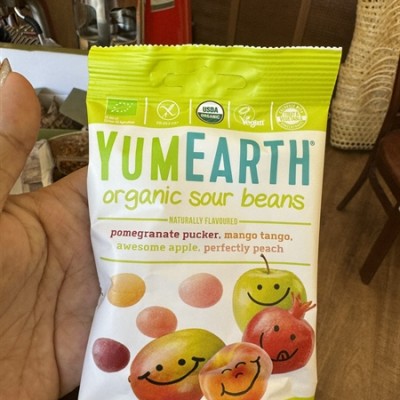 USDA
ORGANIC
Vegan
YUMEARTH®
organic sour beans
NATURALLY FLAVOURED
pomegranate pucker, mango tango,
awesome apple, perfectly peach